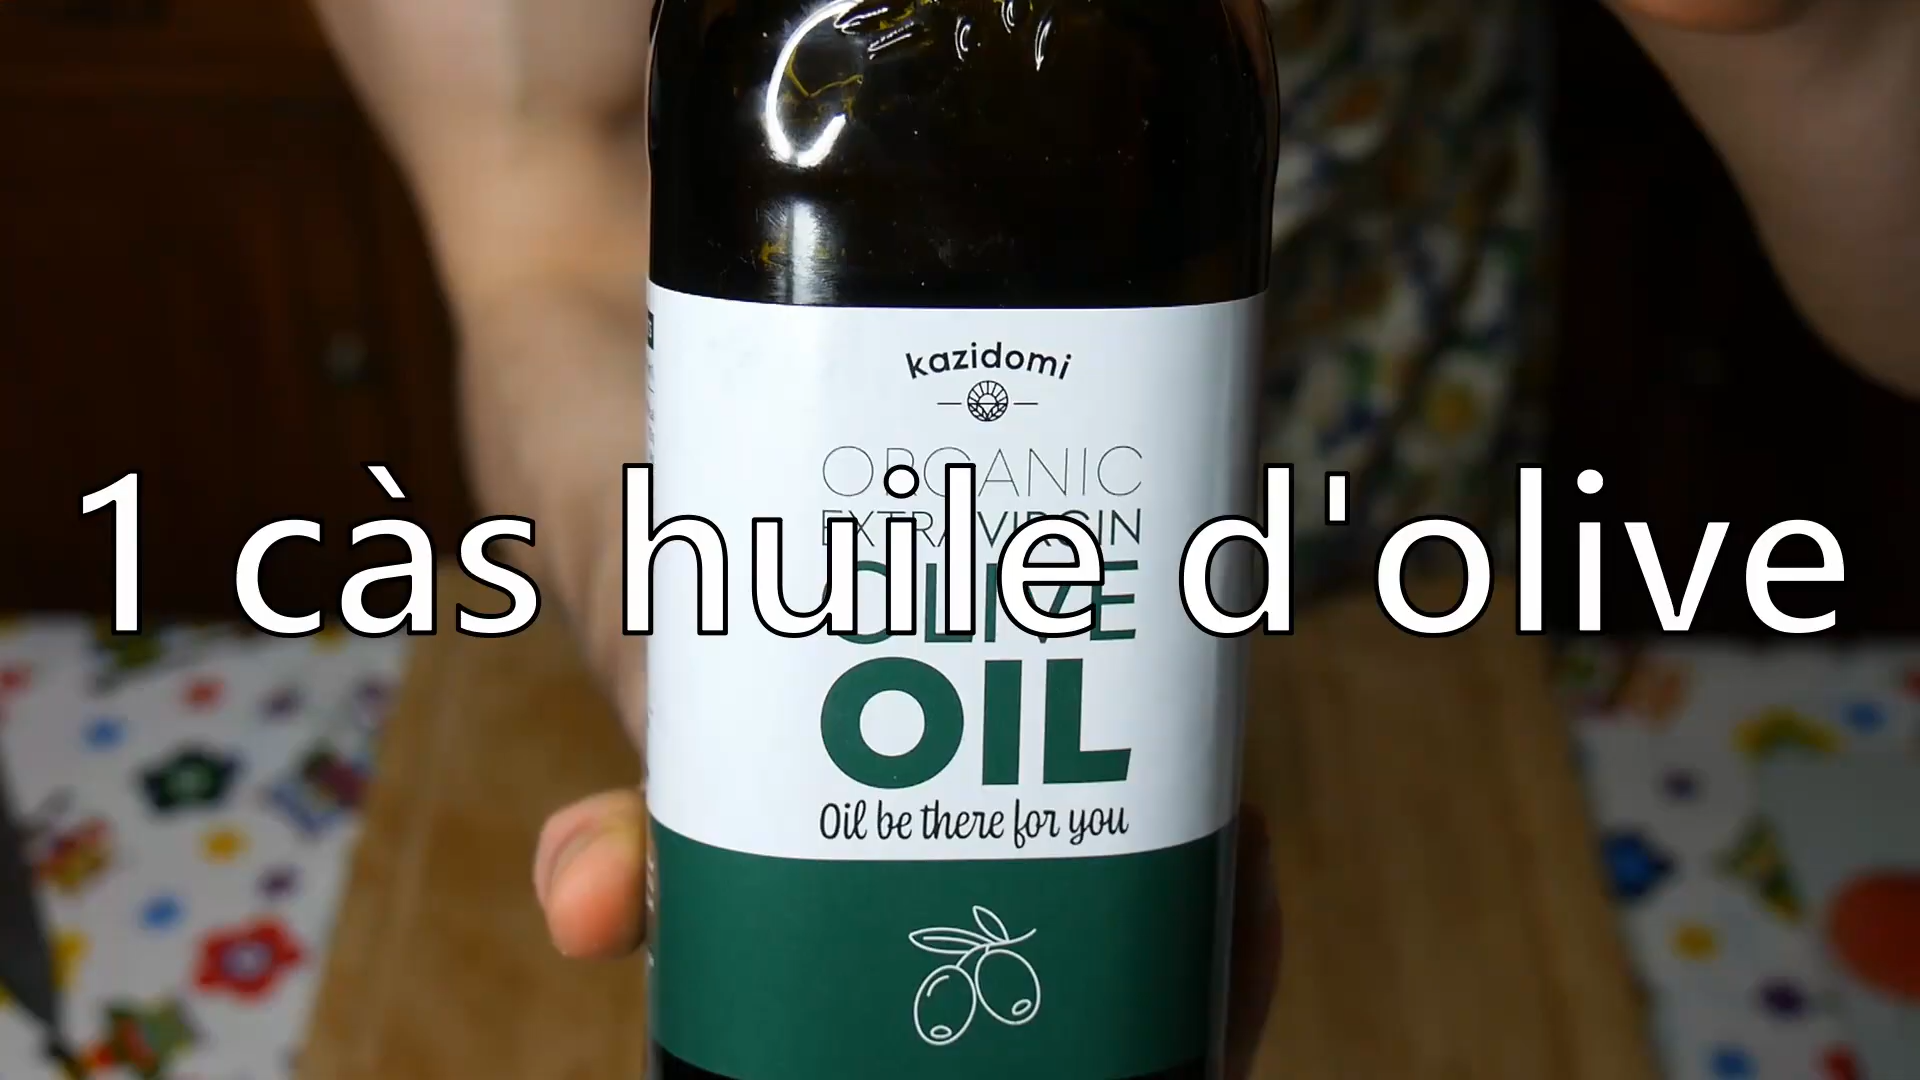 kazidomi
ORGANIC
EXTRA VIRGIN
1 càs huile d'olive
OLIVE
OIL
Oil be there for you